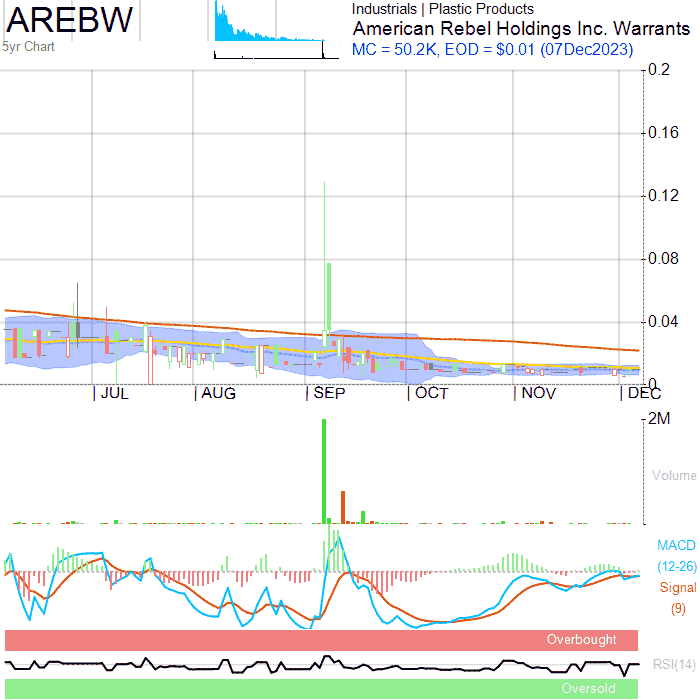 AREBW
5yr Chart
Industrials | Plastic Products
American Rebel Holdings Inc. Warrants
MC = 50.2K, EOD = $0.01 (07Dec2023)
0.2
0.16
0.12
0.08
0.04
0
JUL AUG SEP OCT NOV DEC
2M
Volume
MACD
(12-26)
Signal
(9)
Overbought
RSI(14)
Oversold